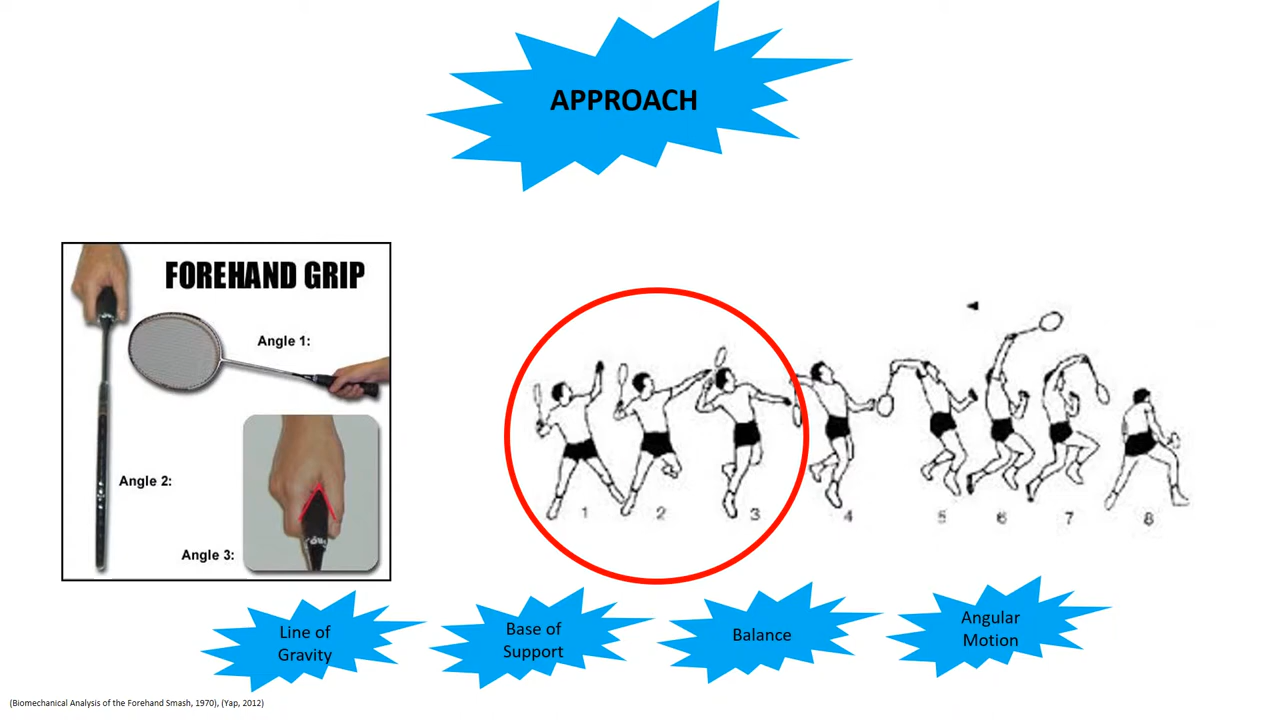 APPROACH
FOREHAND GRIP
Angle 1:
Angle 2:
Angle 3:
1 2 3 4 5 6 7 8
Line of
Gravity
Base of
Support
Balance
Angular
Motion
(Biomechanical Analysis of the Forehand Smash, 1970), (Yap, 2012)